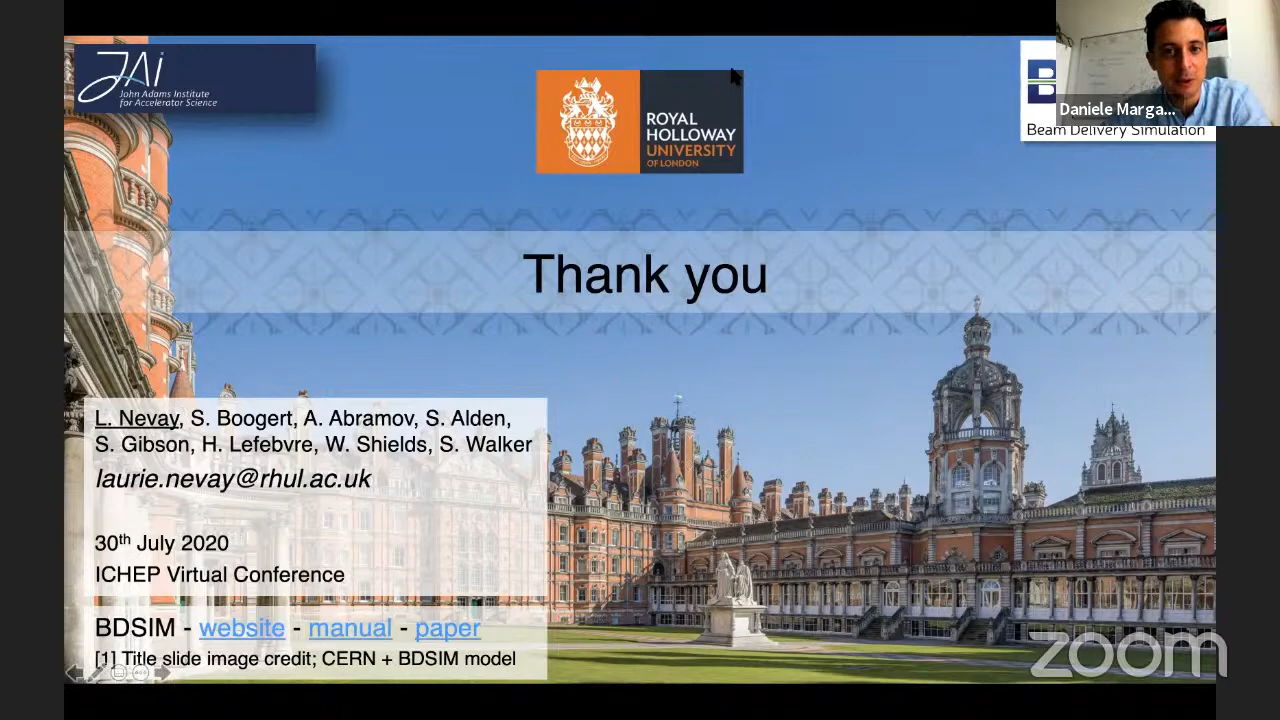 JAi
John Adams Institute
for Accelerator Science
ROYAL
HOLLOWAY
UNIVERSITY
OF LONDON
B
Daniele Marga...
Beam Delivery Simulation
Thank you
L. Nevay, S. Boogert, A. Abramov, S. Alden,
S. Gibson, H. Lefebvre, W. Shields, S. Walker
laurie.nevay@rhul.ac.uk
30th July 2020
ICHEP Virtual Conference
BDSIM - website - manual - paper
[1] Title slide image credit; CERN + BDSIM model
zoom